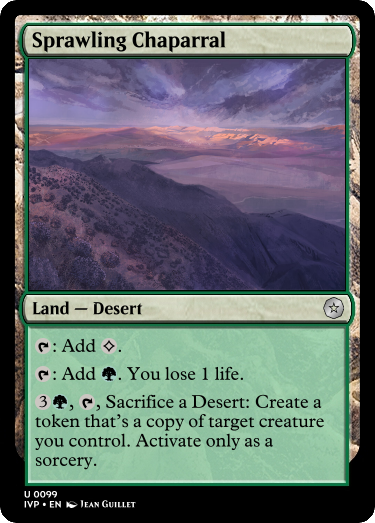 Sprawling Chaparral
Land — Desert
: Add .
: Add . You lose 1 life.
3 , , Sacrifice a Desert: Create a
token that's a copy of target creature
you control. Activate only as a
sorcery.
U 0099
IVP • EN Jean Guillet